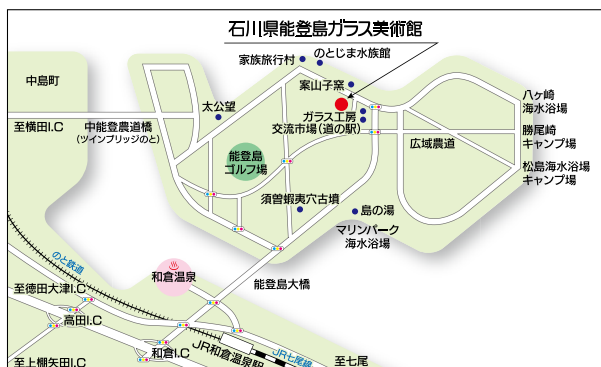 石川県能登島ガラス美術館
家族旅行村
のとじま水族館
中島町
案山子窯
八ヶ崎
海水浴場
太公望
至横田I.C
中能登農道橋
(ツインブリッジのと)
ガラス工房
交流市場(道の駅)
広域農道
勝尾崎
キャンプ場
能登島
ゴルフ場
松島海水浴場
キャンプ場
須曽蝦夷穴古墳
島の湯
マリンパーク
海水浴場
のと鉄道
和倉温泉
能登島大橋
至徳田大津I.C
高田I.C
和倉I.C
JR和倉温泉駅
JR七尾線
至上棚矢田I.C
至七尾